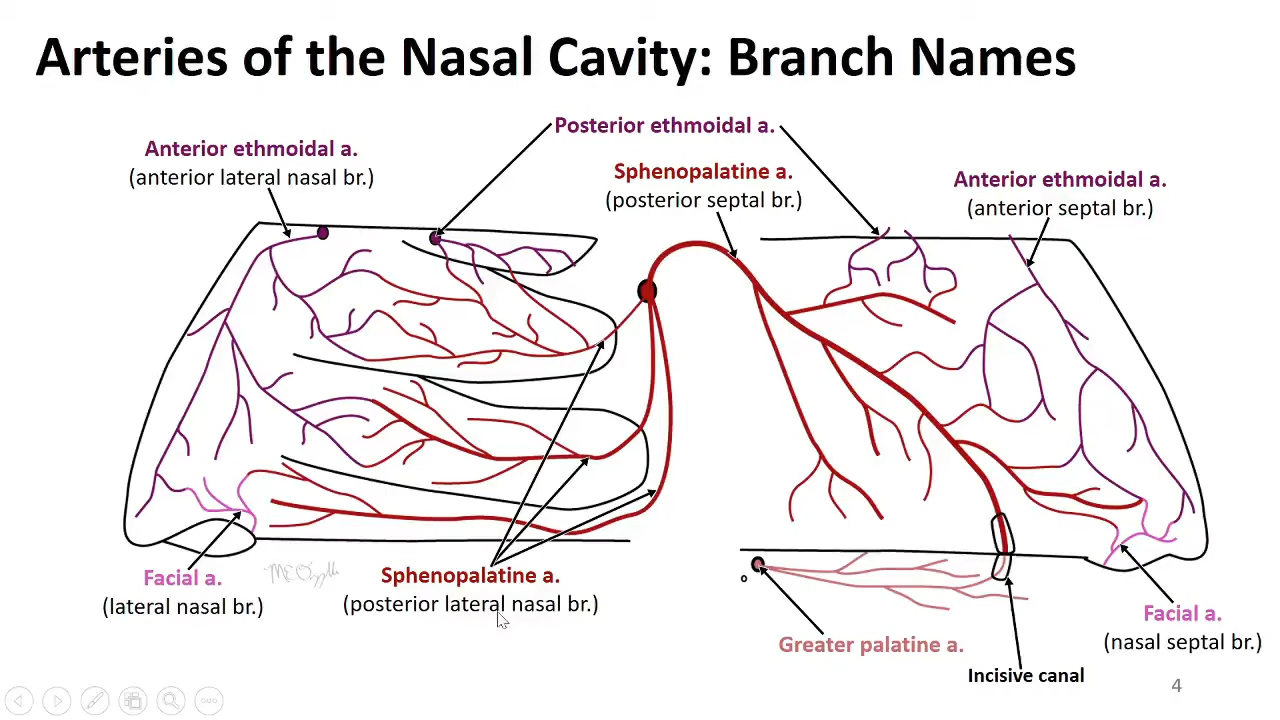 Arteries of the Nasal Cavity: Branch Names
Posterior ethmoidal a.
Anterior ethmoidal a.
(anterior lateral nasal br.)
Sphenopalatine a.
(posterior septal br.)
Anterior ethmoidal a.
(anterior septal br.)
Facial a.
(lateral nasal br.)
Sphenopalatine a.
(posterior lateral nasal br.)
Greater palatine a.
Incisive canal
Facial a.
(nasal septal br.)
4